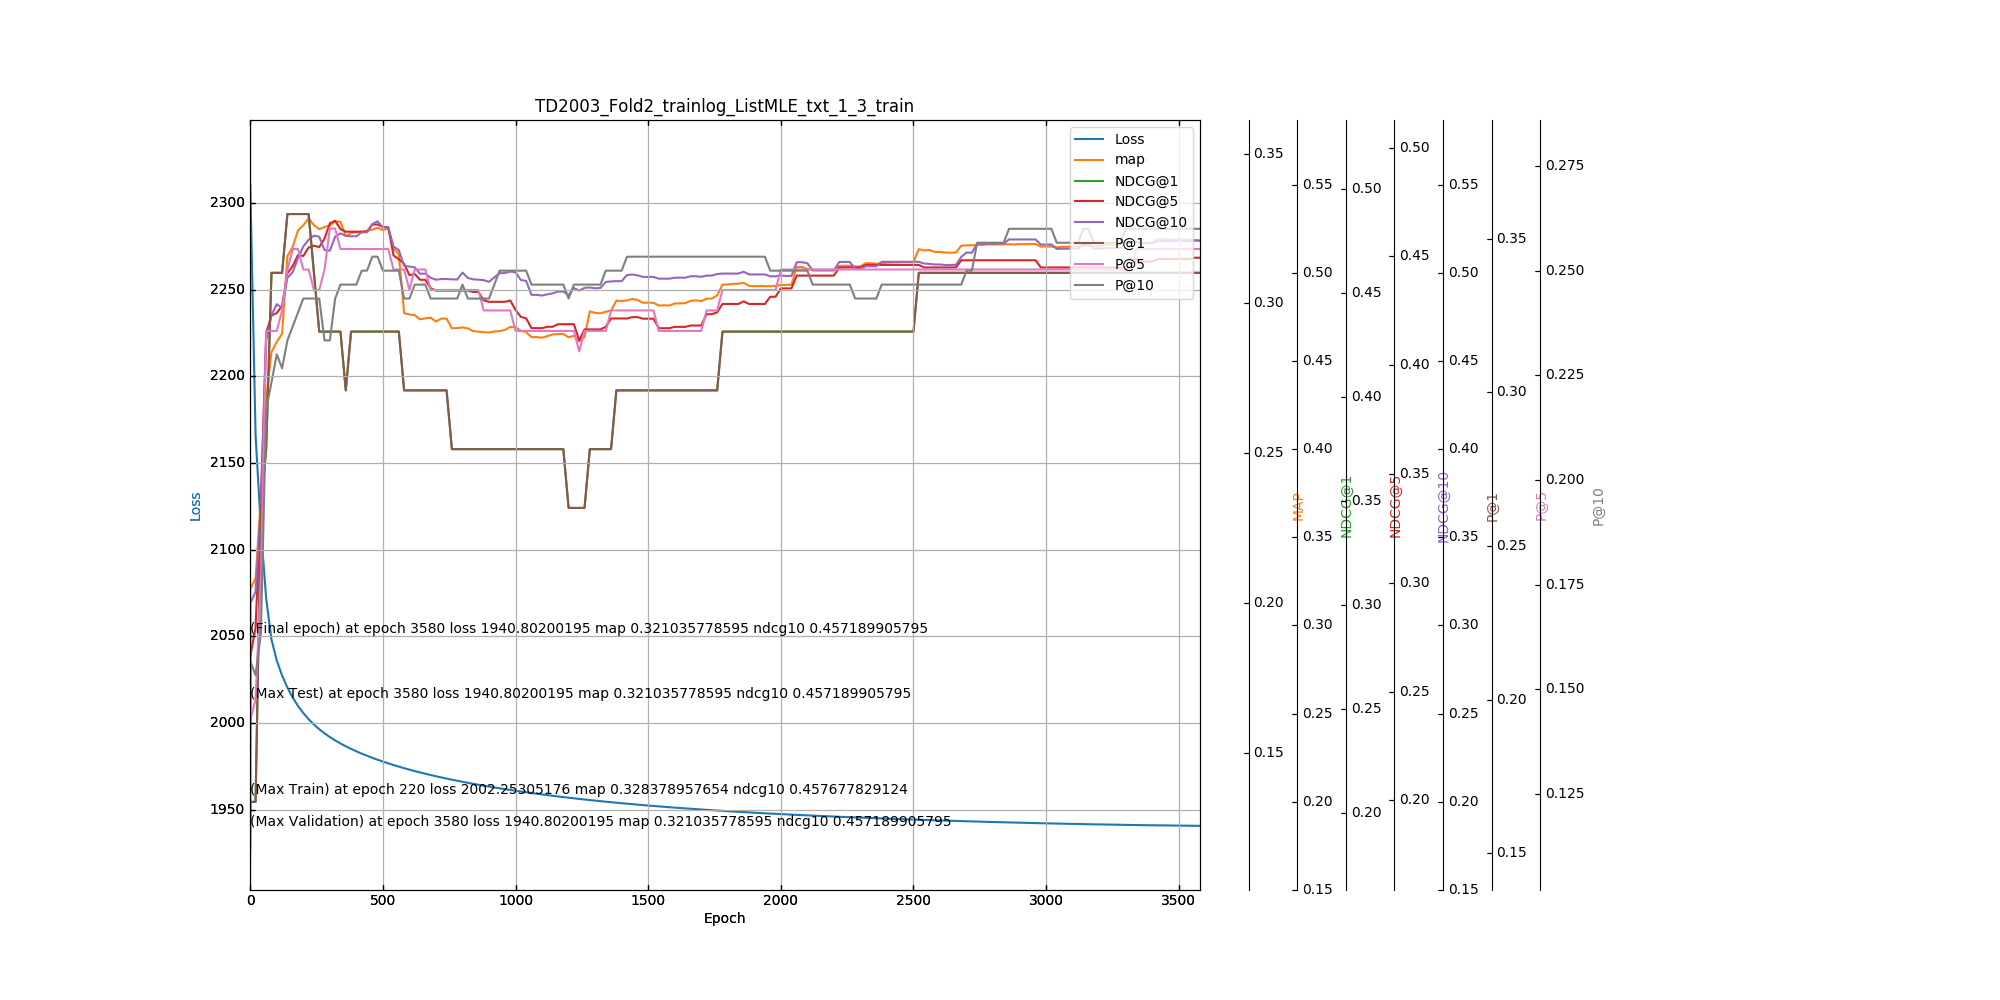 TD2003_Fold2_trainlog_ListMLE_txt_1_3_train
Loss
map
NDCG@1
NDCG@5
NDCG@10
P@1
P@5
P@10
2300
2250
2200
2150
2100
2050
2000
1950
Loss
(Final epoch) at epoch 3580 loss 1940.80200195 map 0.321035778595 ndcg10 0.457189905795
(Max Test) at epoch 3580 loss 1940.80200195 map 0.321035778595 ndcg10 0.457189905795
(Max Train) at epoch 220 loss 2002.25305176 map 0.328378957654 ndcg10 0.457677829124
(Max Validation) at epoch 3580 loss 1940.80200195 map 0.321035778595 ndcg10 0.457189905795
0 500 1000 1500 2000 2500 3000 3500
Epoch
0.35
0.30
0.25
0.20
0.15
MAP
0.55
0.50
0.45
0.40
0.35
0.30
0.25
0.20
0.15
NDCG@1
0.50
0.45
0.40
0.35
0.30
0.25
0.20
NDCG@5
0.50
0.45
0.40
0.35
0.30
0.25
0.20
NDCG@10
0.55
0.50
0.45
0.40
0.35
0.30
0.25
0.20
0.15
P@1
0.35
0.30
0.25
0.20
0.15
P@5
0.275
0.250
0.225
0.200
0.175
0.150
0.125
P@10